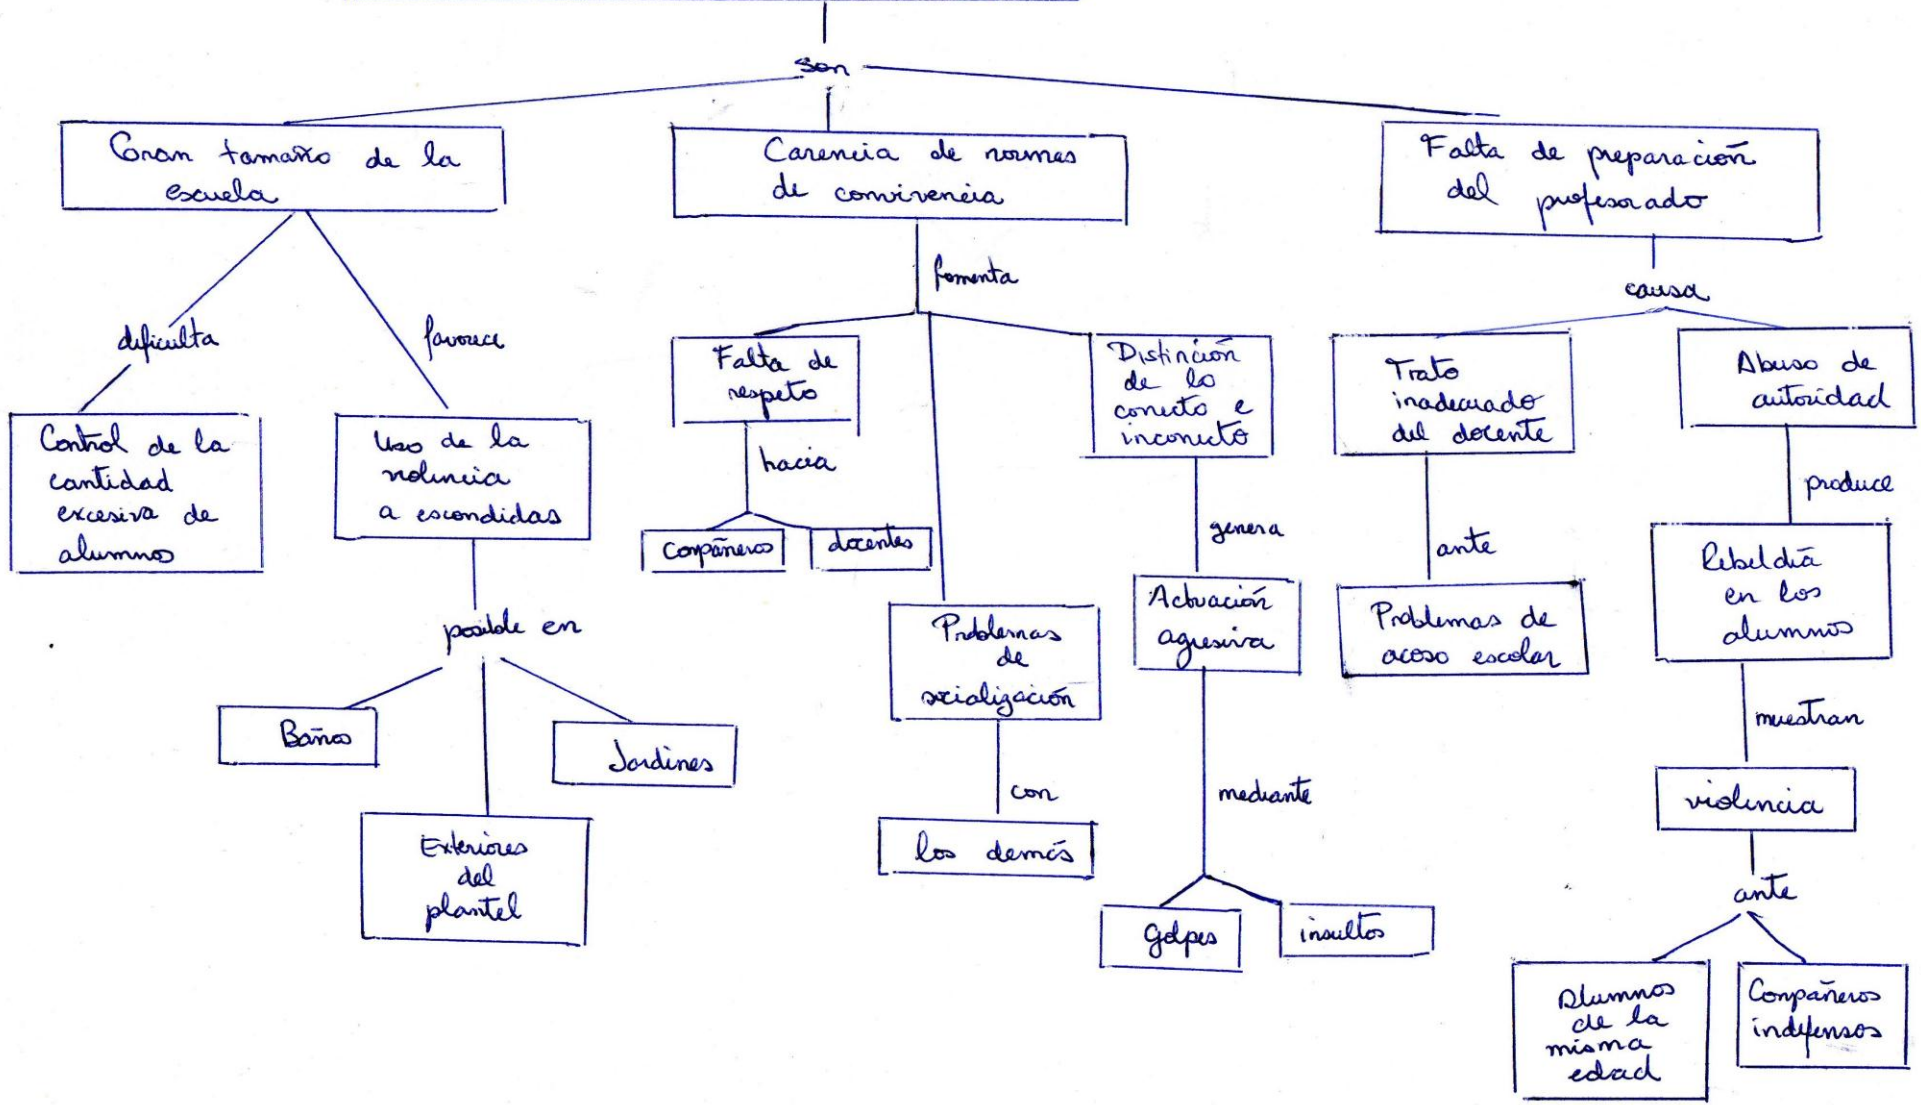 son
Gran tamaño de la
escuela
Carencia de normas
de convivencia
Falta de preparación
del profesorado
dificulta
favorece
fomenta
causa
Control de la
cantidad
excesiva de
alumnos
Uso de la
violencia
a escondidas
posible en
Baños
Jardines
Exteriores
del
plantel
Falta de
respeto
hacia
compañeros
docentes
Problemas
de
socialización
con
los demás
Distinción
de lo
correcto e
incorrecto
genera
Actuación
agresiva
mediante
Golpes
insultos
Trato
inadecuado
del docente
ante
Problemas de
acoso escolar
Abuso de
autoridad
produce
Rebeldía
en los
alumnos
muestran
violencia
ante
Alumnos
de la
misma
edad
Compañeros
indefensos